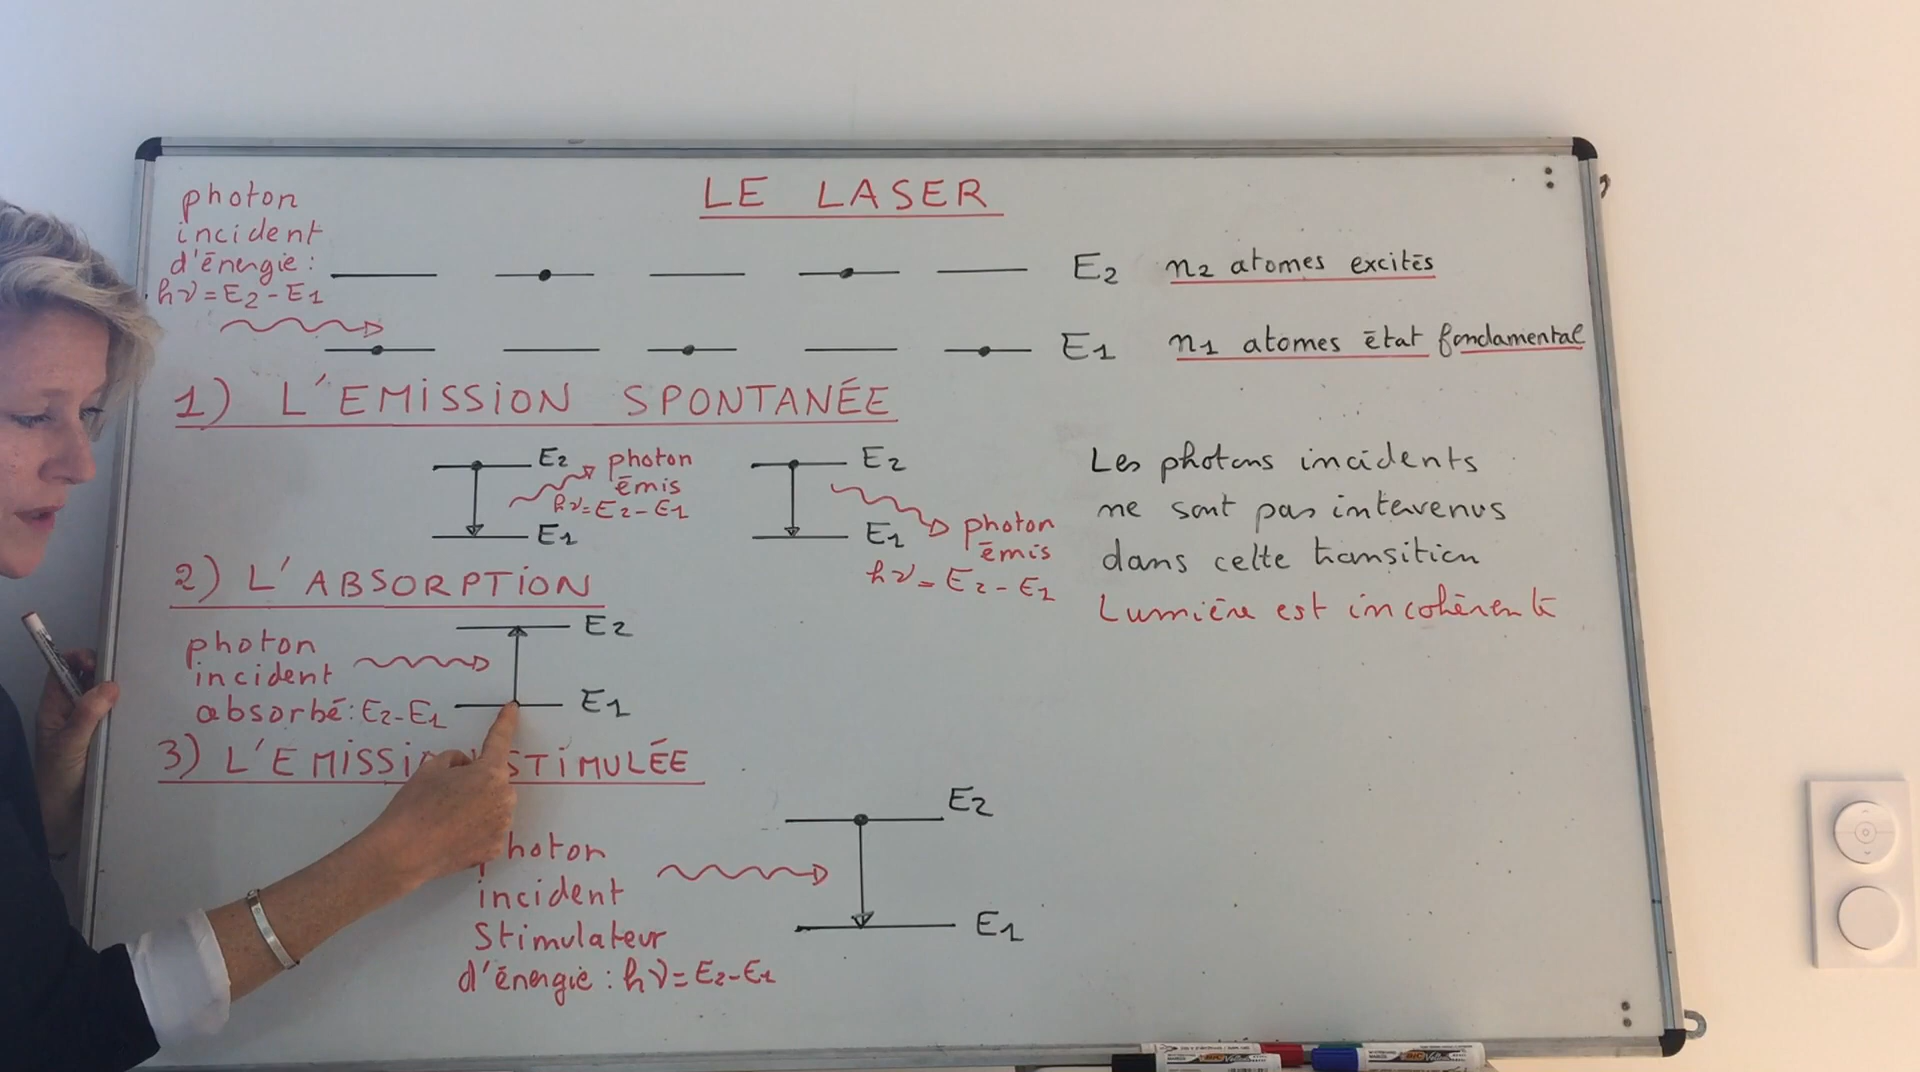 LE LASER
photon
incident
d'énergie :
hν = E2 - E1
E2 n2 atomes excités
E1 n1 atomes état fondamental
1) L'EMISSION SPONTANÉE
E2 photon
émis
hν = E2 - E1
E1
E2
E1 photon
émis
hν = E2 - E1
Les photons incidents
ne sont pas intervenus
dans cette transition
Lumière est incohérente
2) L'ABSORPTION
photon
incident
absorbé : E2 - E1
E2
E1
3) L'EMISSI STIMULÉE
hoton
incident
Stimulateur
d'énergie : hν = E2 - E1
E2
E1